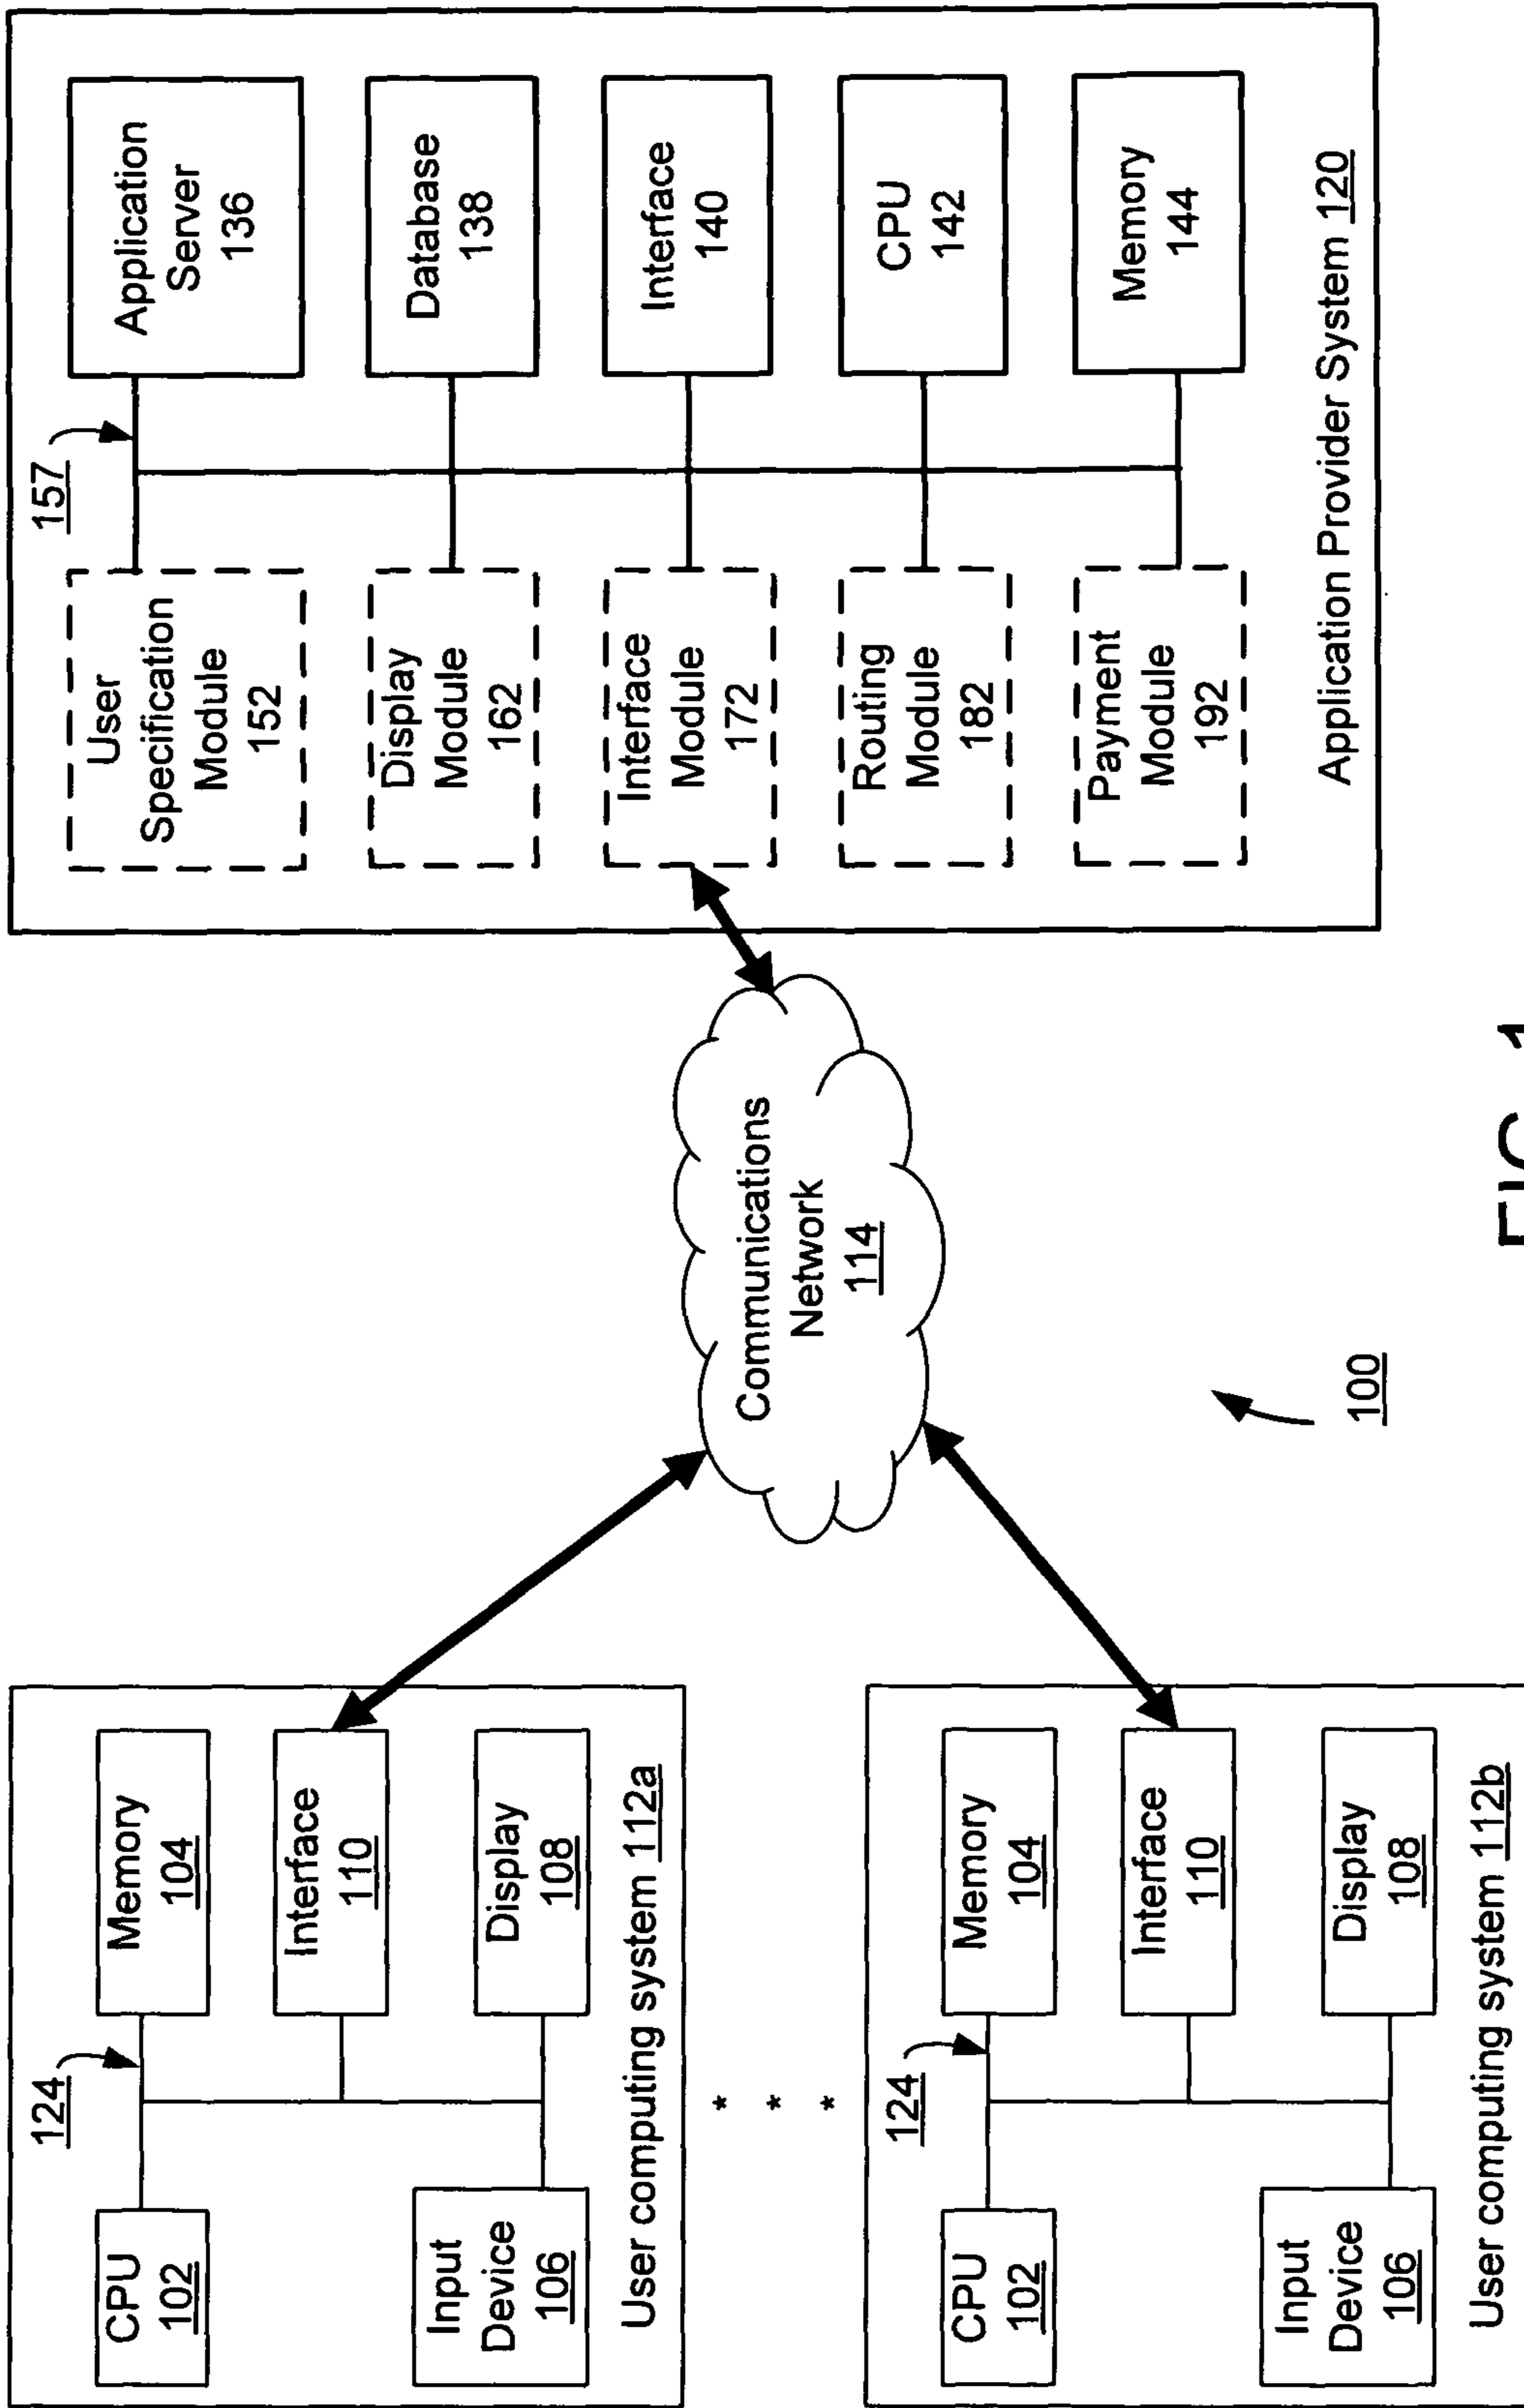 124
CPU
102
Memory
104
Interface
110
Input
Device
106
Display
108
User computing system 112a
*
*
*
124
CPU
102
Memory
104
Interface
110
Input
Device
106
Display
108
User computing system 112b
Communications
Network
114
100
157
User
Specification
Module
152
Application
Server
136
Display
Module
162
Database
138
Interface
Module
172
Interface
140
Routing
Module
182
CPU
142
Payment
Module
192
Memory
144
Application Provider System 120